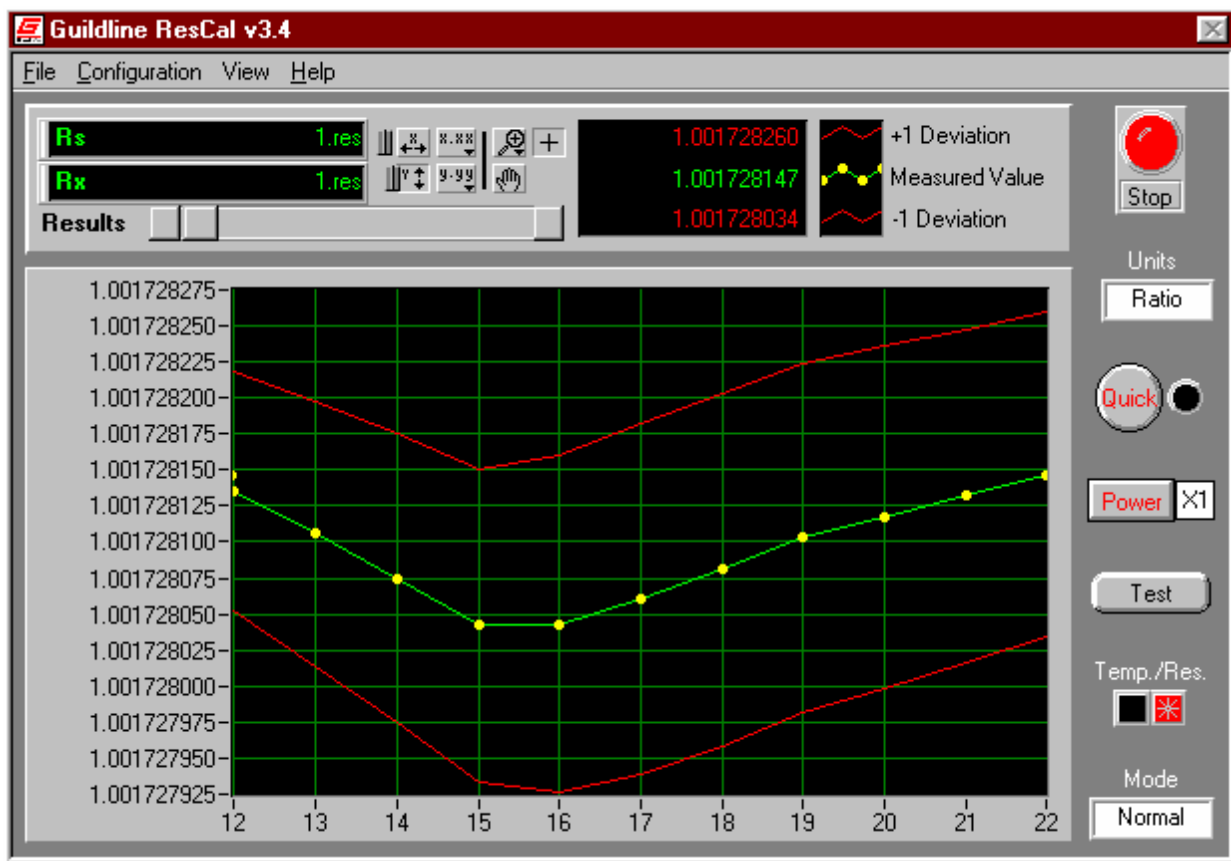 Guildline ResCal v3.4
File Configuration View Help
Rs 1.res
Rx 1.res
Results
X X.XX
Y Y.YY
1.001728260 +1 Deviation
1.001728147 Measured Value
1.001728034 -1 Deviation
Stop
Units
Ratio
Quick
Power X1
Test
Temp./Res.
Mode
Normal
1.001728275
1.001728250
1.001728225
1.001728200
1.001728175
1.001728150
1.001728125
1.001728100
1.001728075
1.001728050
1.001728025
1.001728000
1.001727975
1.001727950
1.001727925
12 13 14 15 16 17 18 19 20 21 22